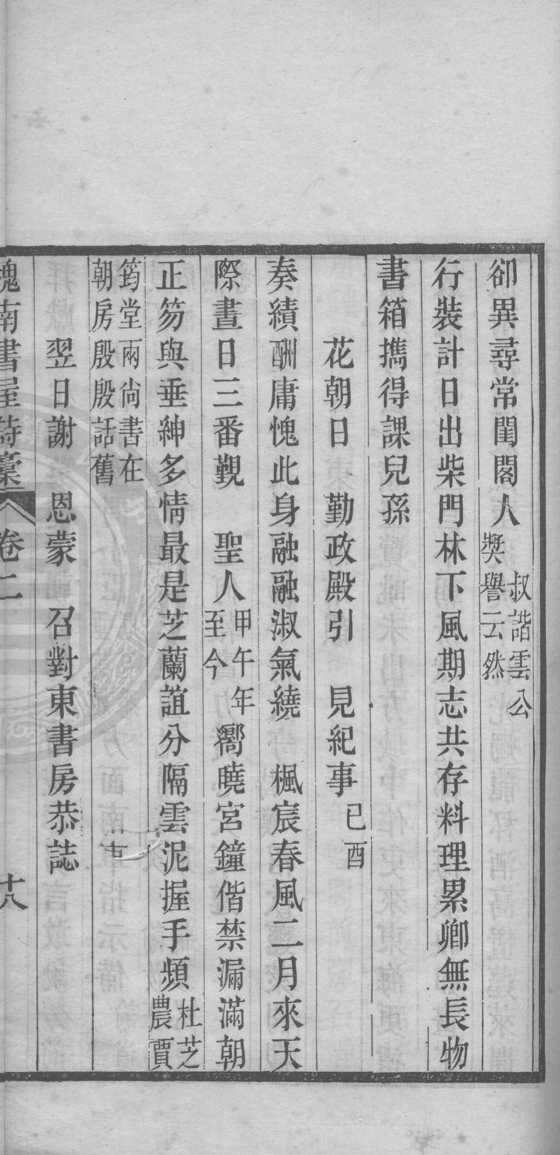 卻異尋常閨閣人叔諧雲公獎譽云然
行裝計日出柴門林下風期志共存料理累卿無長物
書箱攜得課兒孫
花朝日　勤政殿引　見紀事己酉
奏績酬庸愧此身融融淑氣繞　楓宸春風二月來天
際晝日三番覲　聖人甲午年至今嚮曉宮鐘偕禁漏滿朝
正笏與垂紳多情最是芝蘭誼分隔雲泥握手頻杜芝農賈
筠堂兩尚書在朝房殷殷話舊
翌日謝　恩蒙　召對東書房恭誌
槐南書屋詩藁　卷二　十八